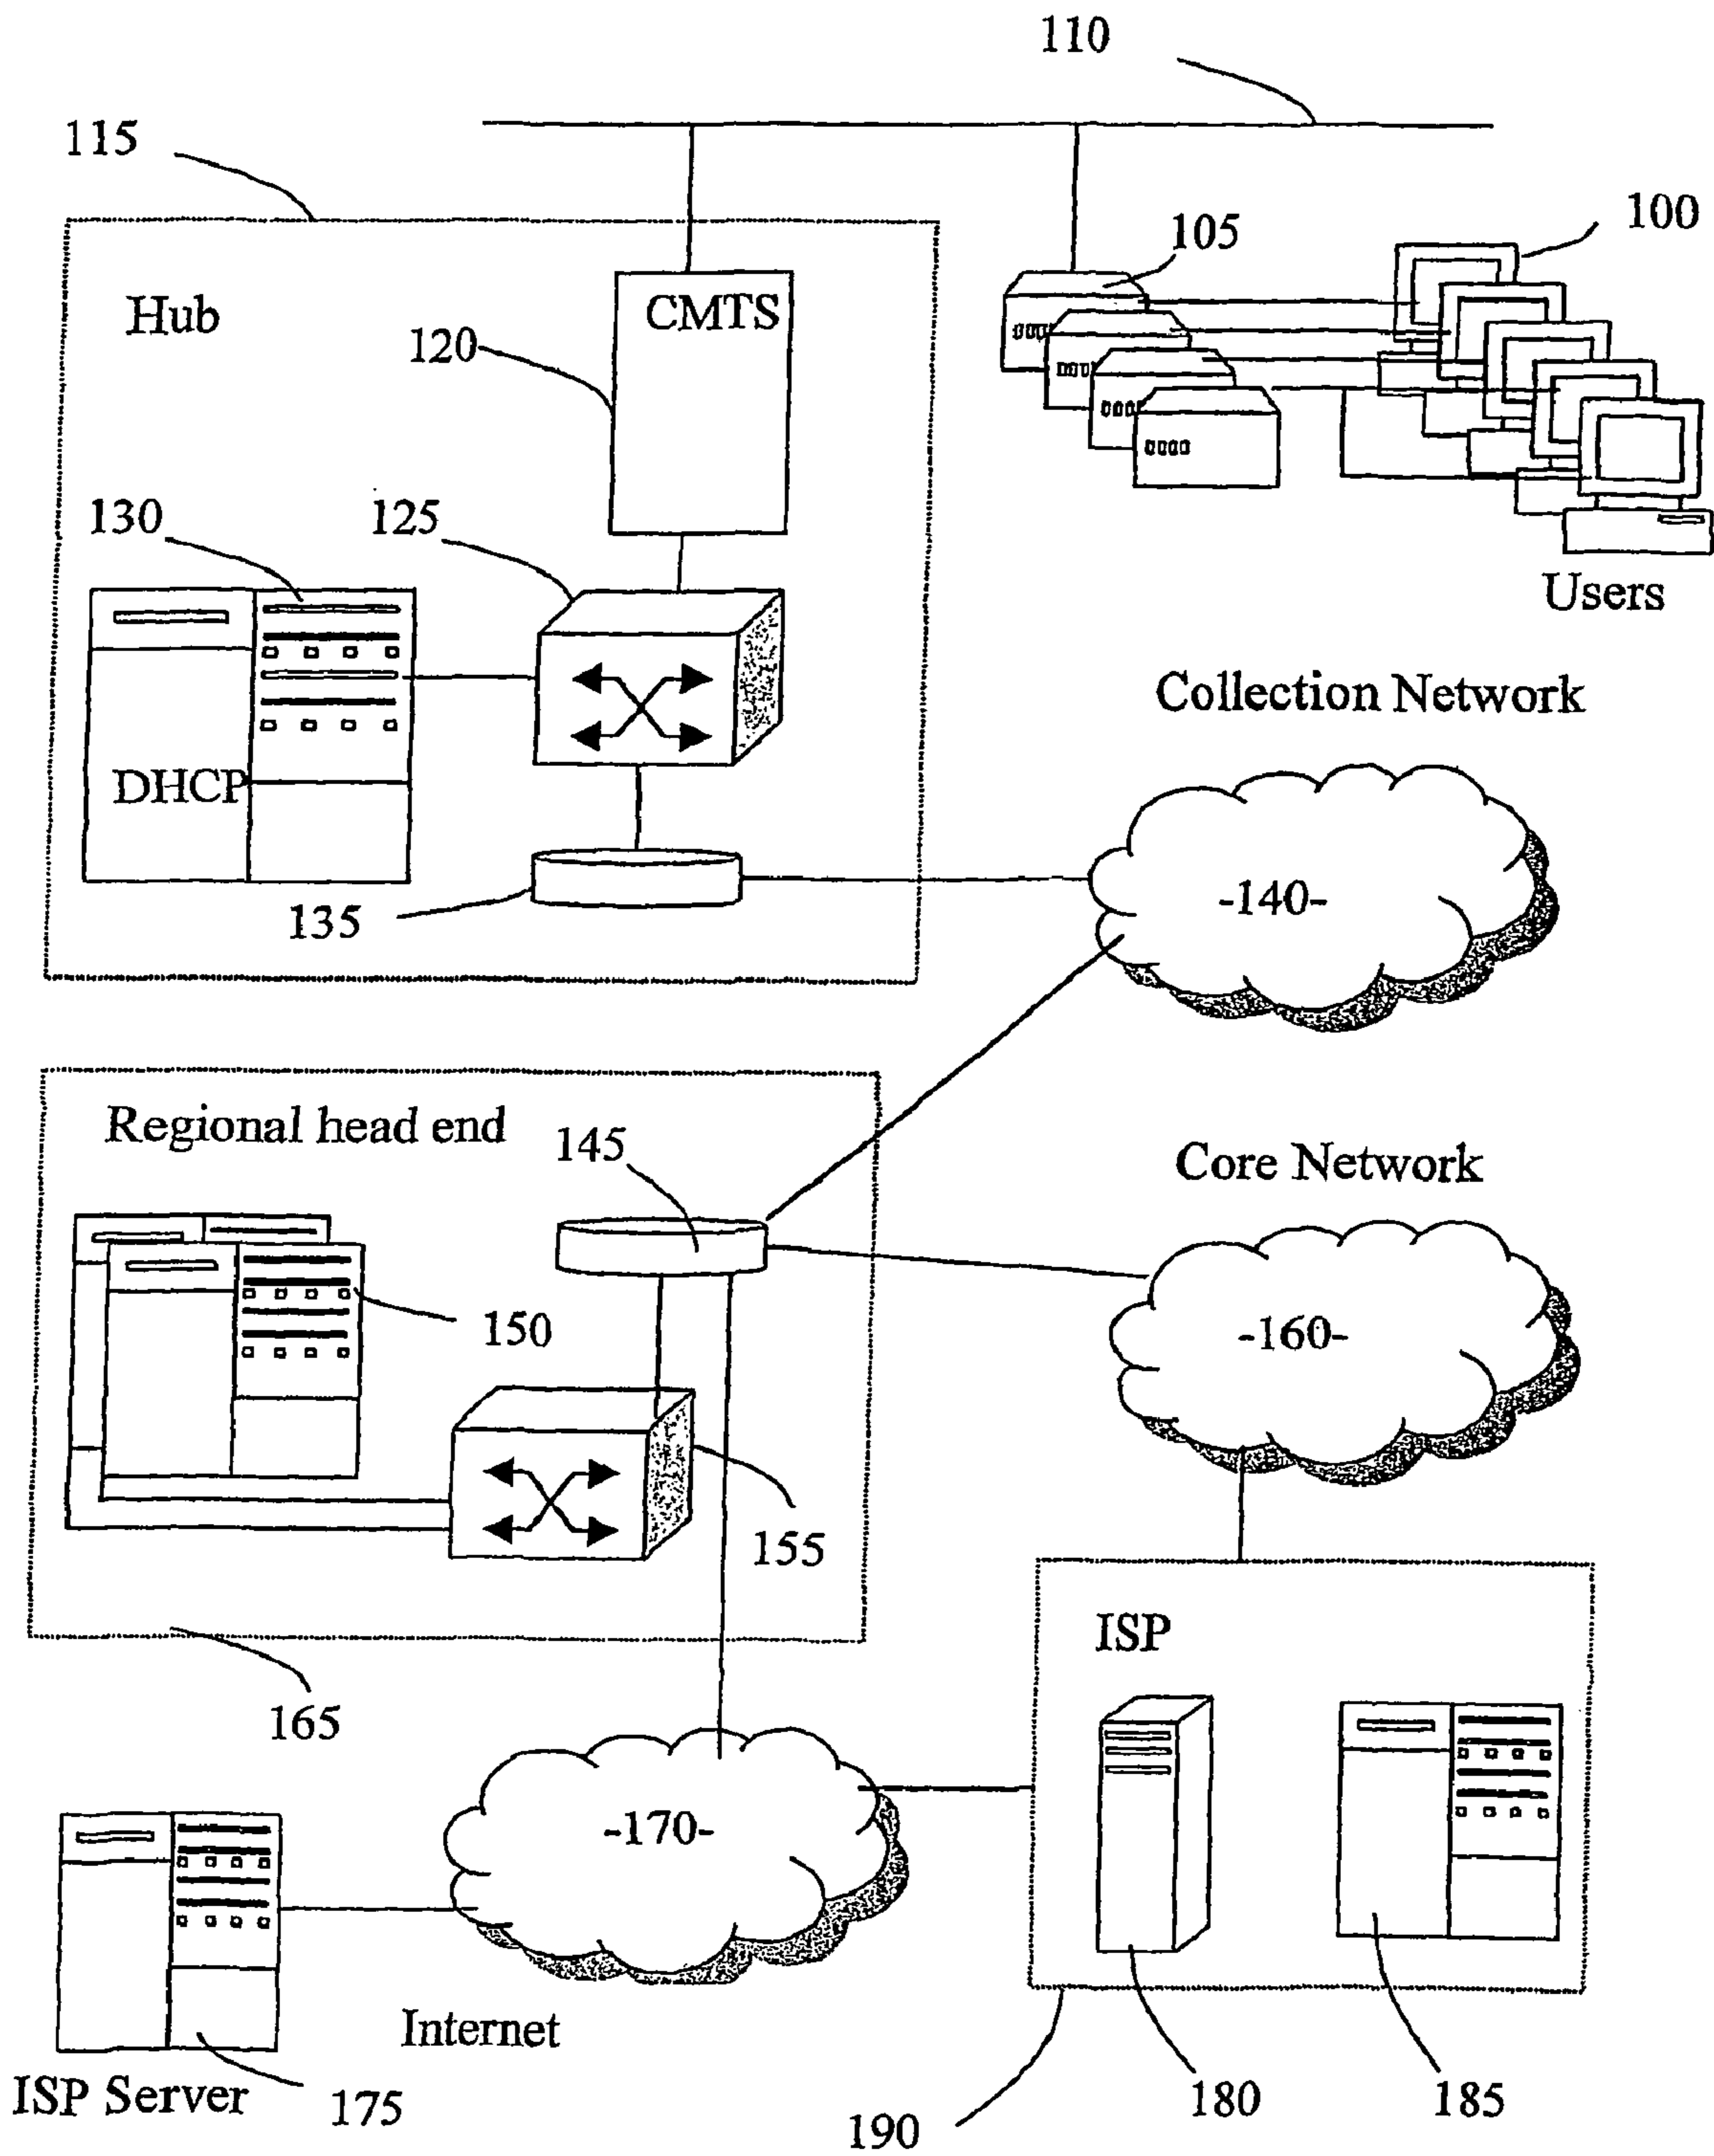 110
115
100
105
Hub
CMTS
120
130
125
Users
Collection Network
DHCP
-140-
135
Regional head end
145
Core Network
150
-160-
155
ISP
165
-170-
Internet
ISP Server
175
180
185
190